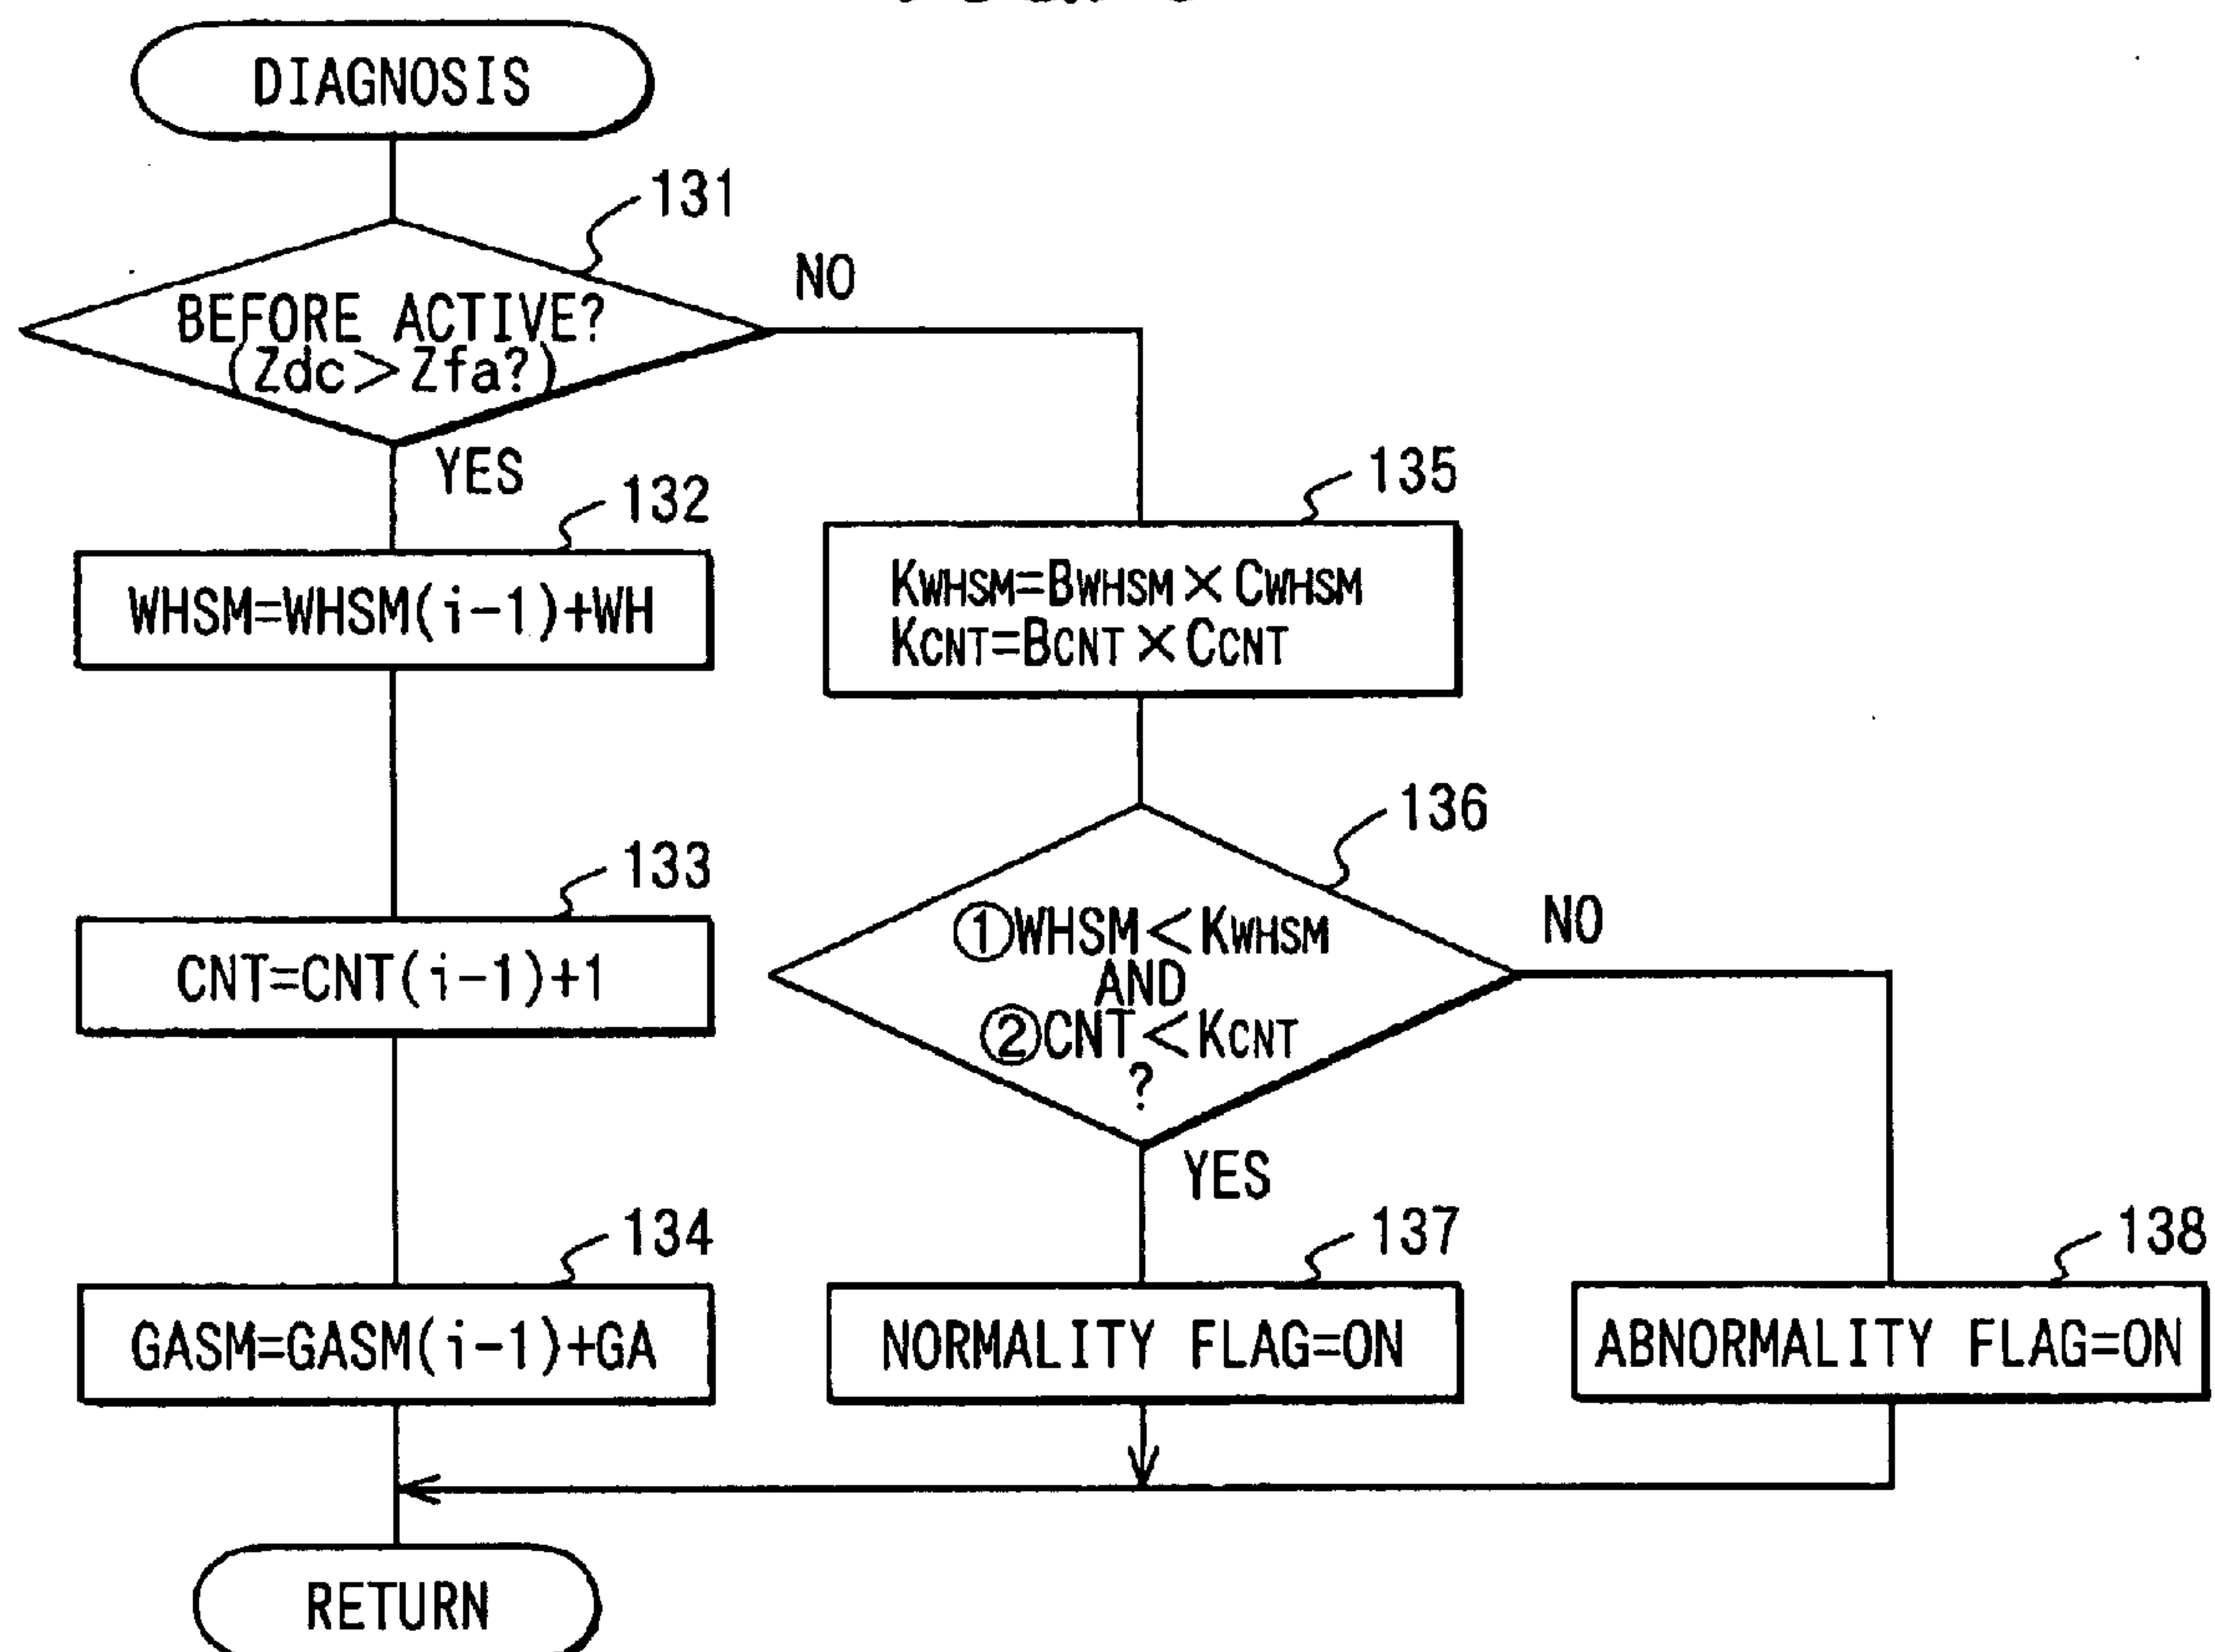 DIAGNOSIS
131
BEFORE ACTIVE?
(Zdc>Zfa?)
NO
YES
132
WHSM=WHSM(i-1)+WH
133
CNT=CNT(i-1)+1
134
GASM=GASM(i-1)+GA
135
KWHSM=BWHSM×CWHSM
KCNT=BCNT×CCNT
136
①WHSM<KWHSM
AND
②CNT<KCNT
?
NO
YES
137
NORMALITY FLAG=ON
138
ABNORMALITY FLAG=ON
RETURN